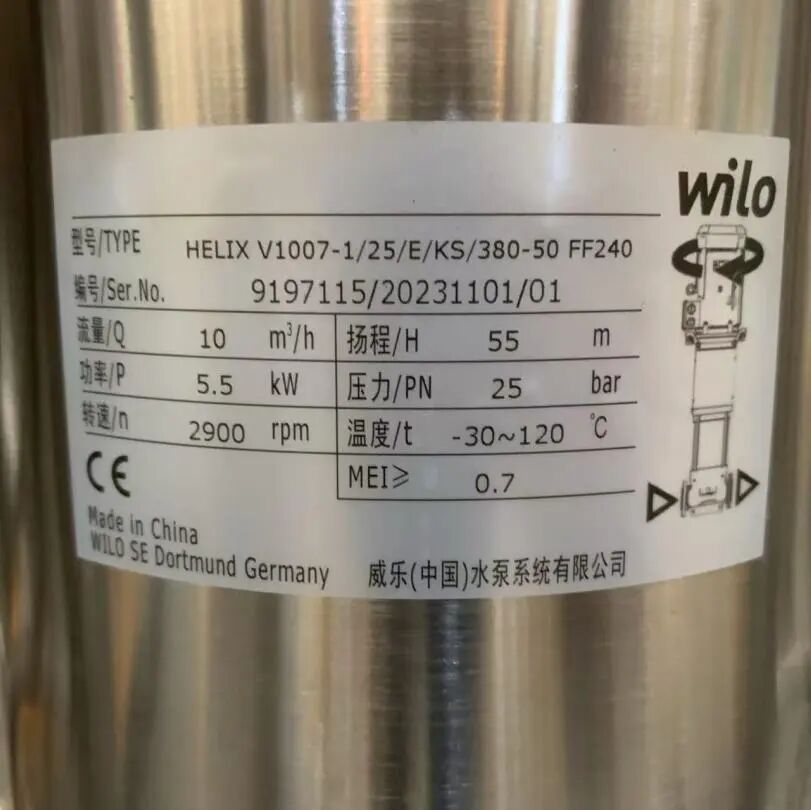 wilo
型号/TYPE HELIX V1007-1/25/E/KS/380-50 FF240
编号/Ser.No. 9197115/20231101/01
流量/Q 10 m³/h 扬程/H 55 m
功率/P 5.5 kW 压力/PN 25 bar
转速/n 2900 rpm 温度/t -30~120 ℃
MEI≥ 0.7
CE
Made in China
WILO SE Dortmund Germany 威乐(中国)水泵系统有限公司